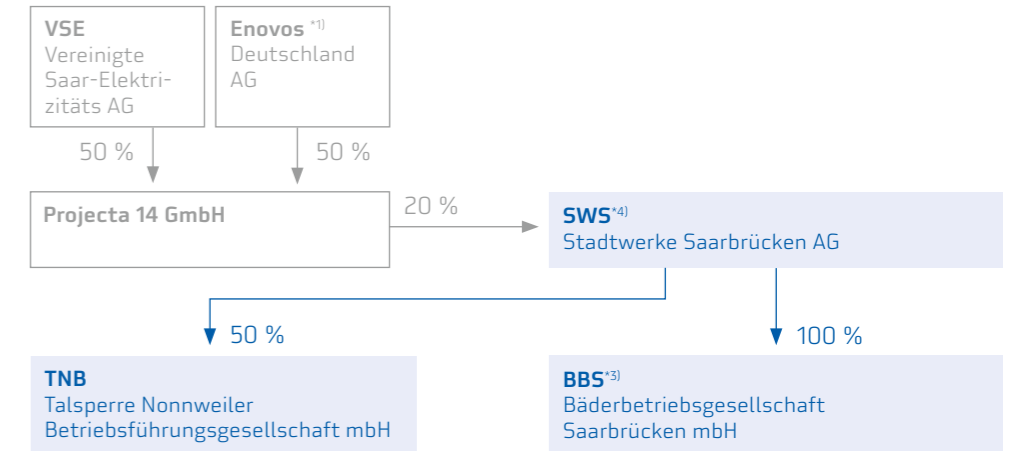 VSE
Vereinigte
Saar-Elektri-
zitäts AG
Enovos *1)
Deutschland
AG
50 %
50 %
Projecta 14 GmbH
20 %
SWS*4)
Stadtwerke Saarbrücken AG
50 %
100 %
TNB
Talsperre Nonnweiler
Betriebsführungsgesellschaft mbH
BBS*3)
Bäderbetriebsgesellschaft
Saarbrücken mbH